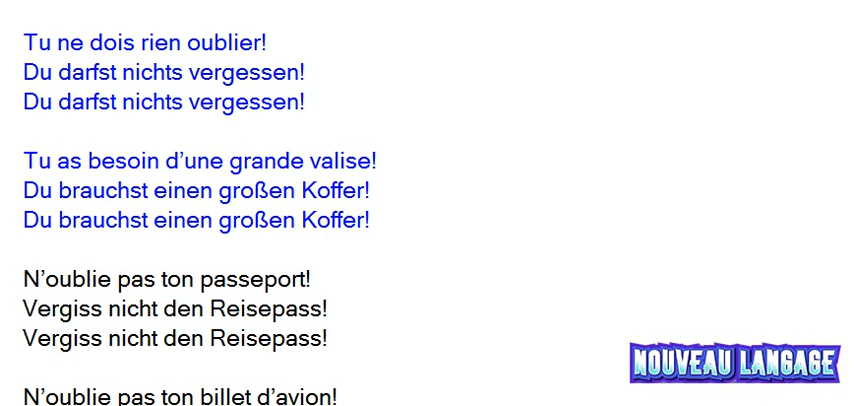 Tu ne dois rien oublier!
Du darfst nichts vergessen!
Du darfst nichts vergessen!
Tu as besoin d’une grande valise!
Du brauchst einen großen Koffer!
Du brauchst einen großen Koffer!
N’oublie pas ton passeport!
Vergiss nicht den Reisepass!
Vergiss nicht den Reisepass!
NOUVEAU LANGAGE
N’oublie pas ton billet d’avion!